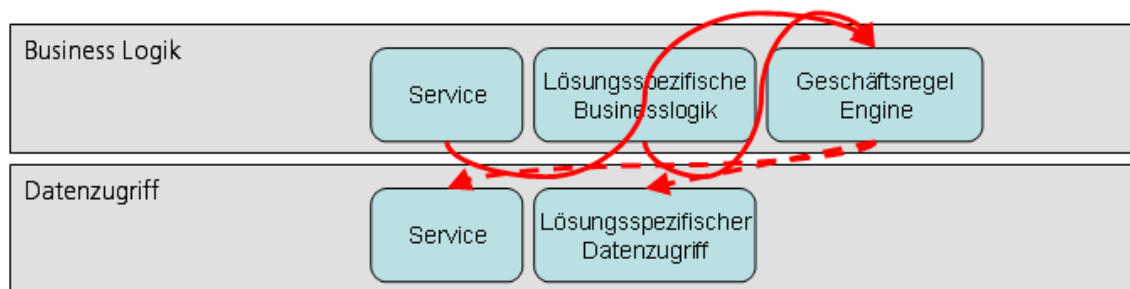 Business Logik
Service
Lösungsspezifische
Businesslogik
Geschäftsregel
Engine
Datenzugriff
Service
Lösungsspezifischer
Datenzugriff